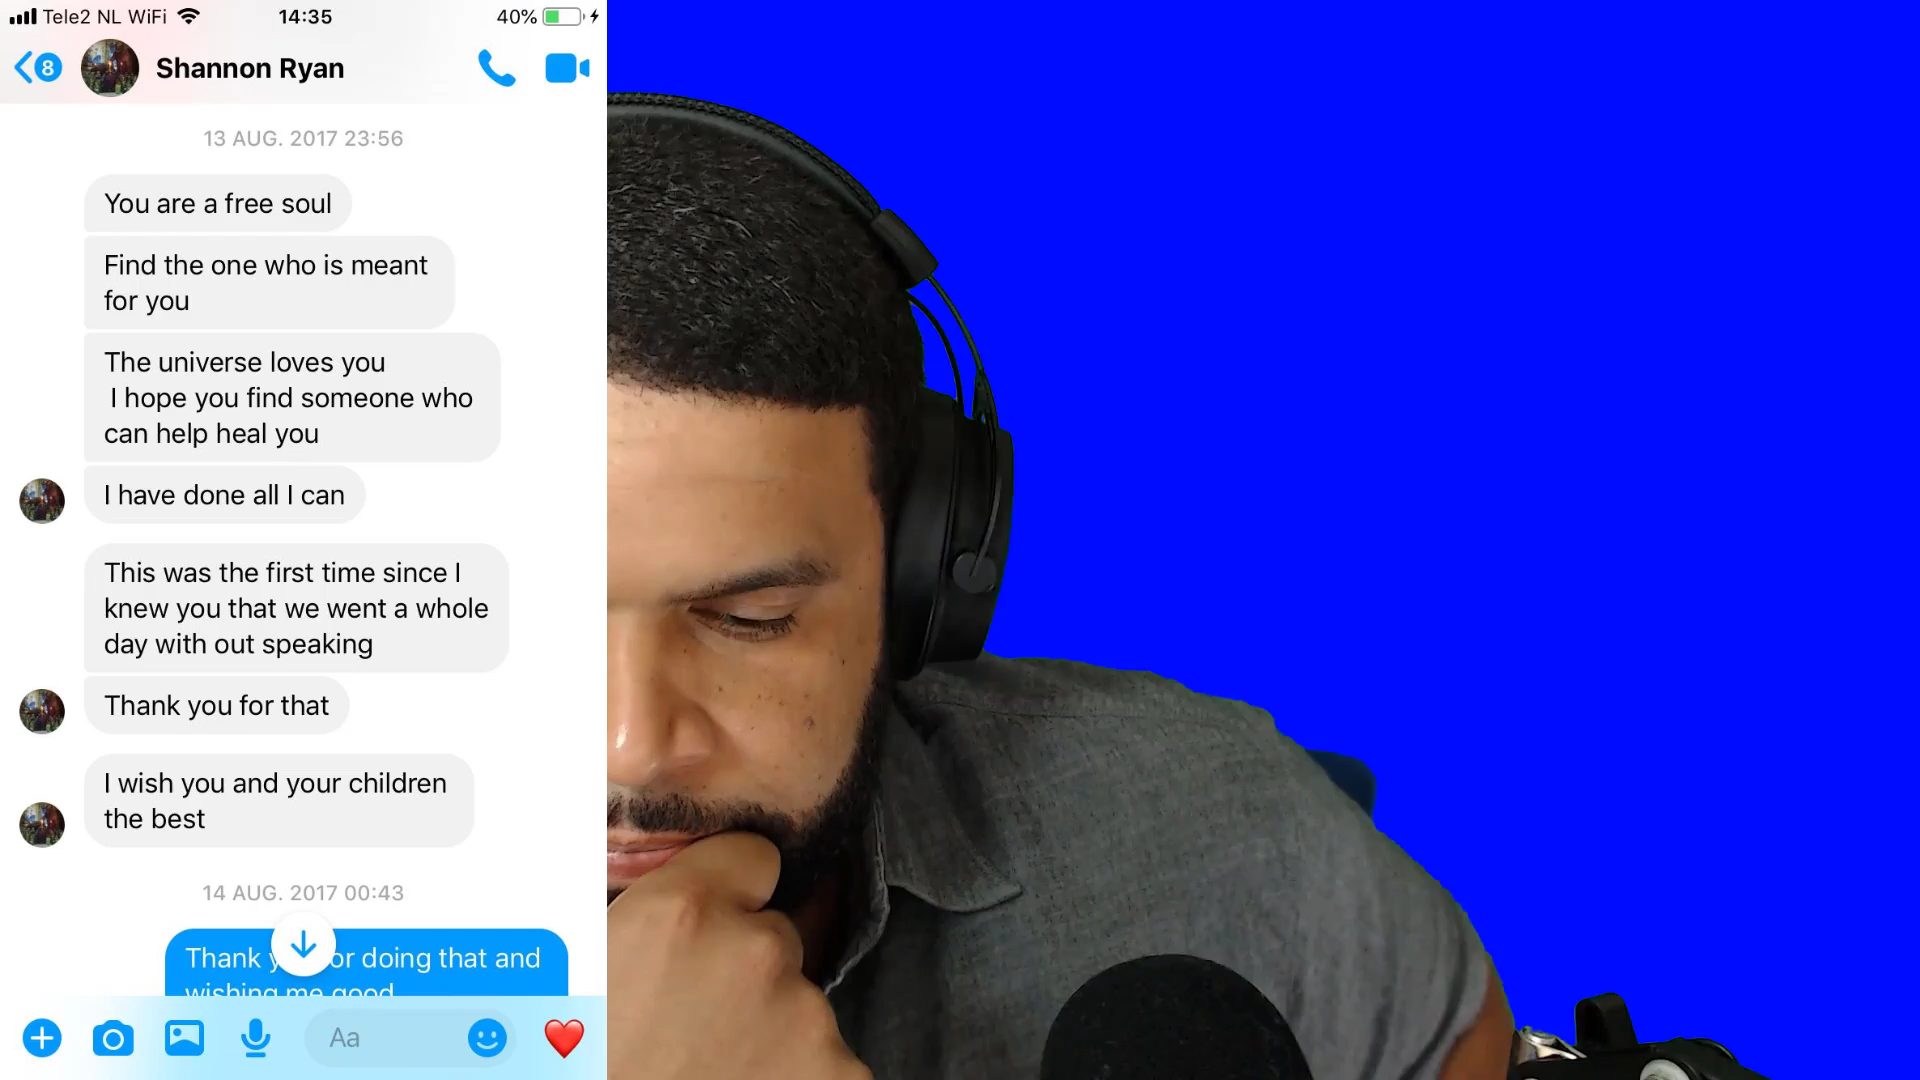 Tele2 NL WiFi 14:35 40%
8 Shannon Ryan
13 AUG. 2017 23:56
You are a free soul
Find the one who is meant
for you
The universe loves you
I hope you find someone who
can help heal you
I have done all I can
This was the first time since I
knew you that we went a whole
day with out speaking
Thank you for that
I wish you and your children
the best
14 AUG. 2017 00:43
Thank or doing that and
wishing me good
Aa